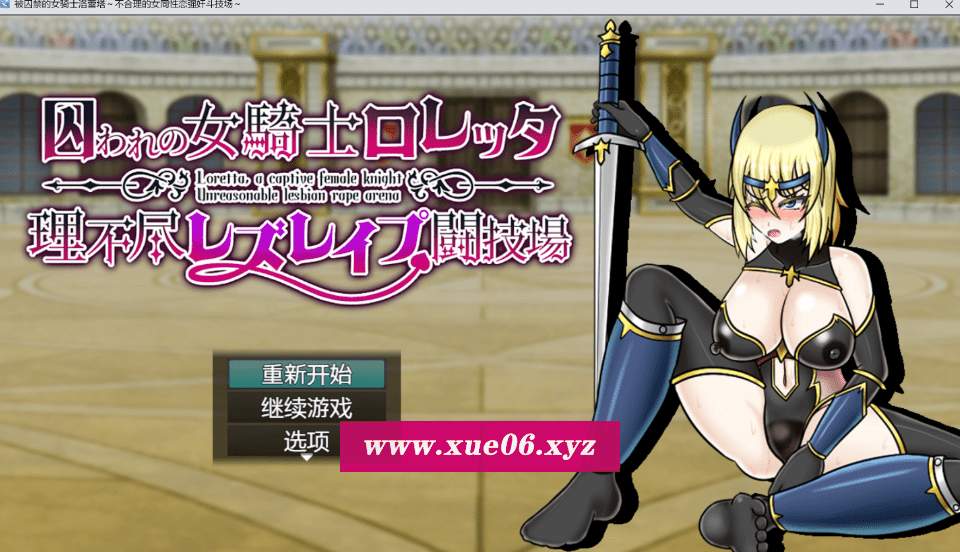 被囚禁的女骑士洛蕾塔～不合理的女同性恋强奸斗技场～
囚われの女騎士ロレッタ
Loretta, a captive female knight
Unreasonable lesbian rape arena
理不尽レズレイプ闘技場
重新开始
继续游戏
选项
www.xue06.xyz